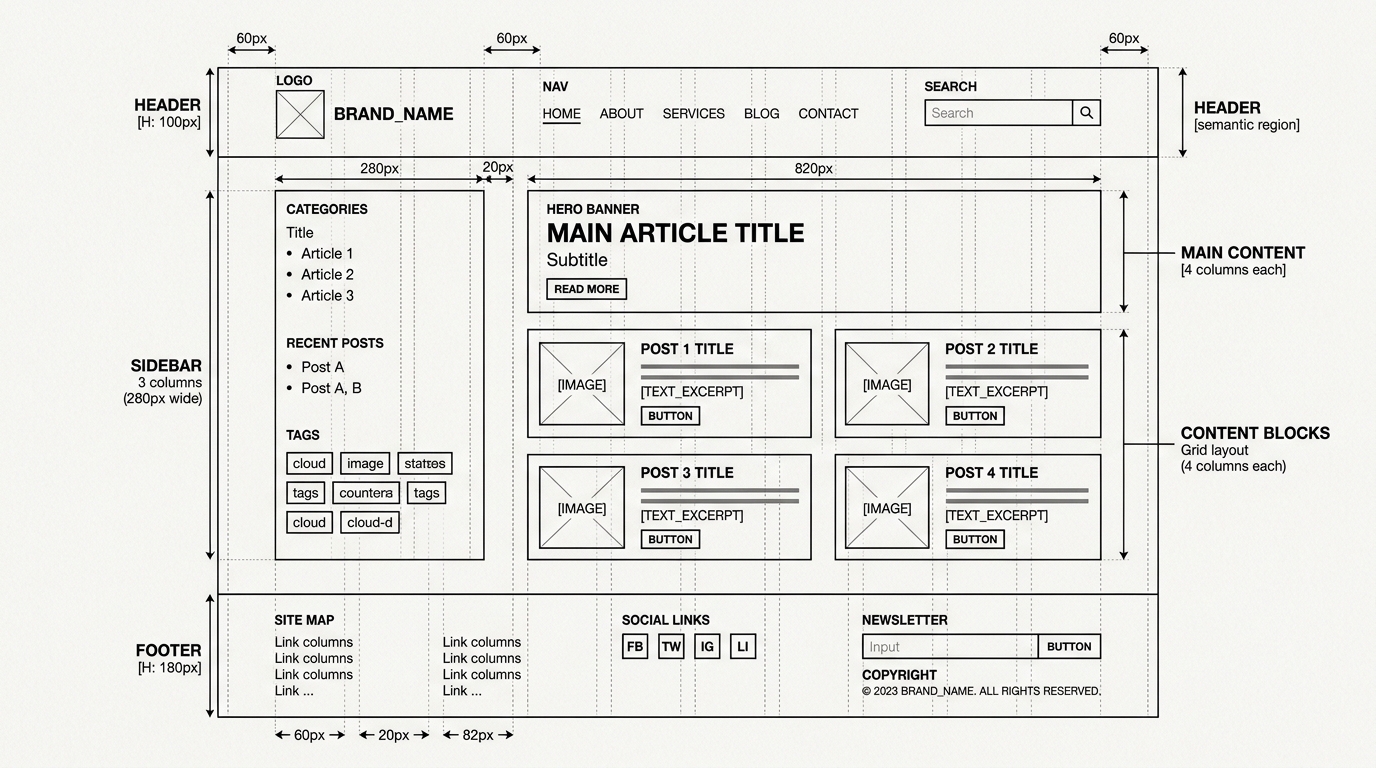 60px 60px 60px
HEADER
[H: 100px]
LOGO
BRAND_NAME
NAV
HOME ABOUT SERVICES BLOG CONTACT
SEARCH
Search
HEADER
[semantic region]
280px 20px 820px
SIDEBAR
3 columns
(280px wide)
CATEGORIES
Title
• Article 1
• Article 2
• Article 3
RECENT POSTS
• Post A
• Post A, B
TAGS
cloud image
tags countera tags
cloud cloud-d
HERO BANNER
MAIN ARTICLE TITLE
Subtitle
READ MORE
MAIN CONTENT
[4 columns each]
[IMAGE]
POST 1 TITLE
[TEXT_EXCERPT]
BUTTON
[IMAGE]
POST 2 TITLE
[TEXT_EXCERPT]
BUTTON
[IMAGE]
POST 3 TITLE
[TEXT_EXCERPT]
BUTTON
[IMAGE]
POST 4 TITLE
[TEXT_EXCERPT]
BUTTON
CONTENT BLOCKS
Grid layout
(4 columns each)
FOOTER
[H: 180px]
SITE MAP
Link columns
Link columns
Link columns
Link ...
Link columns
Link columns
Link columns
Link ...
SOCIAL LINKS
FB TW IG LI
NEWSLETTER
Input BUTTON
COPYRIGHT
© 2023 BRAND_NAME. ALL RIGHTS RESERVED.
60px 20px 82px